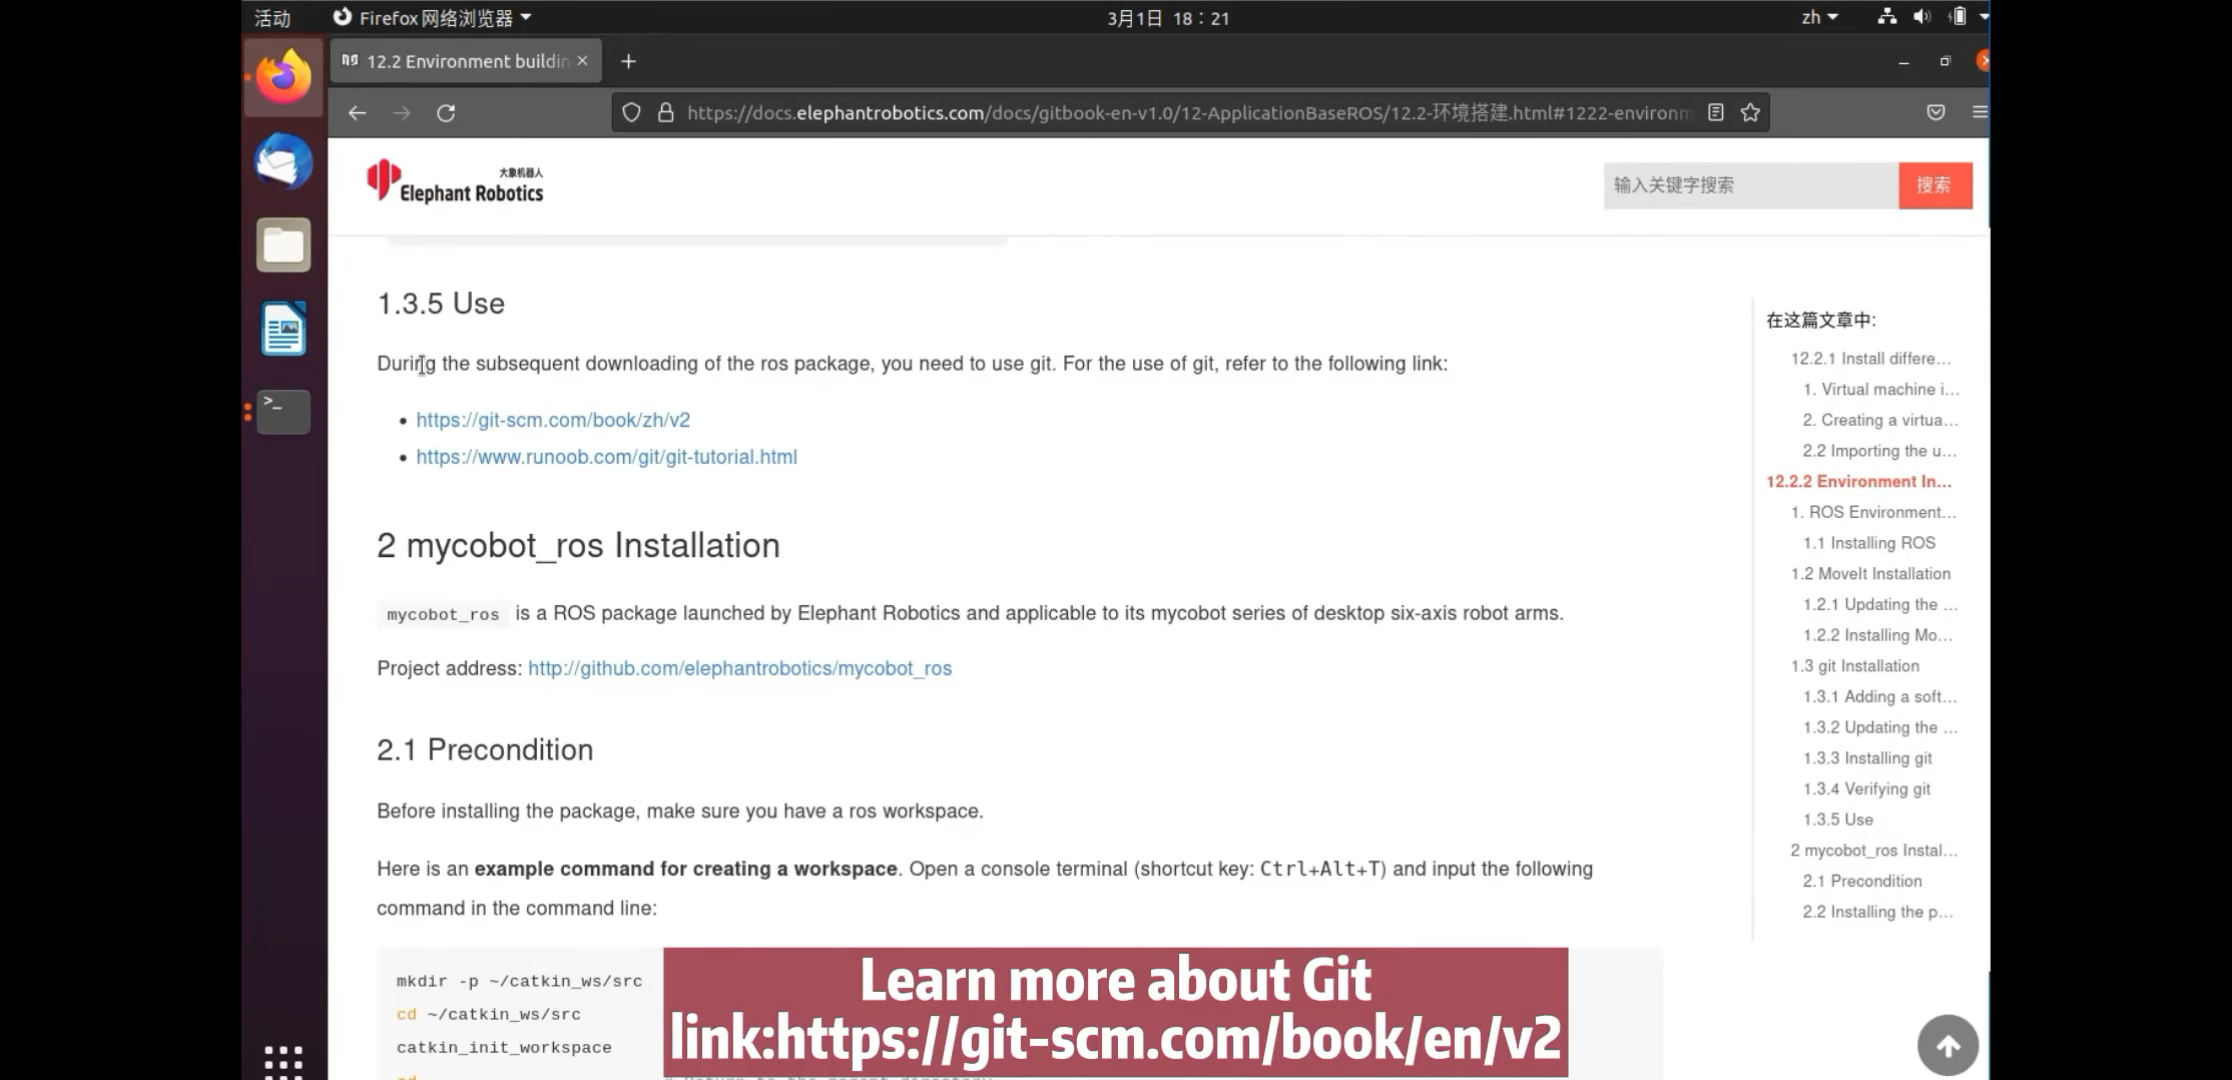 活动
Firefox 网络浏览器
3月1日 18：21
zh
12.2 Environment buildin
https://docs.elephantrobotics.com/docs/gitbook-en-v1.0/12-ApplicationBaseROS/12.2-环境搭建.html#1222-environm
大象机器人
Elephant Robotics
输入关键字搜索
搜索
1.3.5 Use
During the subsequent downloading of the ros package, you need to use git. For the use of git, refer to the following link:
https://git-scm.com/book/zh/v2
https://www.runoob.com/git/git-tutorial.html
2 mycobot_ros Installation
mycobot_ros is a ROS package launched by Elephant Robotics and applicable to its mycobot series of desktop six-axis robot arms.
Project address: http://github.com/elephantrobotics/mycobot_ros
2.1 Precondition
Before installing the package, make sure you have a ros workspace.
Here is an example command for creating a workspace. Open a console terminal (shortcut key: Ctrl+Alt+T) and input the following
command in the command line:
mkdir -p ~/catkin_ws/src
cd ~/catkin_ws/src
catkin_init_workspace
在这篇文章中:
12.2.1 Install differe...
1. Virtual machine i...
2. Creating a virtua...
2.2 Importing the u...
12.2.2 Environment In...
1. ROS Environment...
1.1 Installing ROS
1.2 MoveIt Installation
1.2.1 Updating the ...
1.2.2 Installing Mo...
1.3 git Installation
1.3.1 Adding a soft...
1.3.2 Updating the ...
1.3.3 Installing git
1.3.4 Verifying git
1.3.5 Use
2 mycobot_ros Instal...
2.1 Precondition
2.2 Installing the p...
Learn more about Git
link:https://git-scm.com/book/en/v2